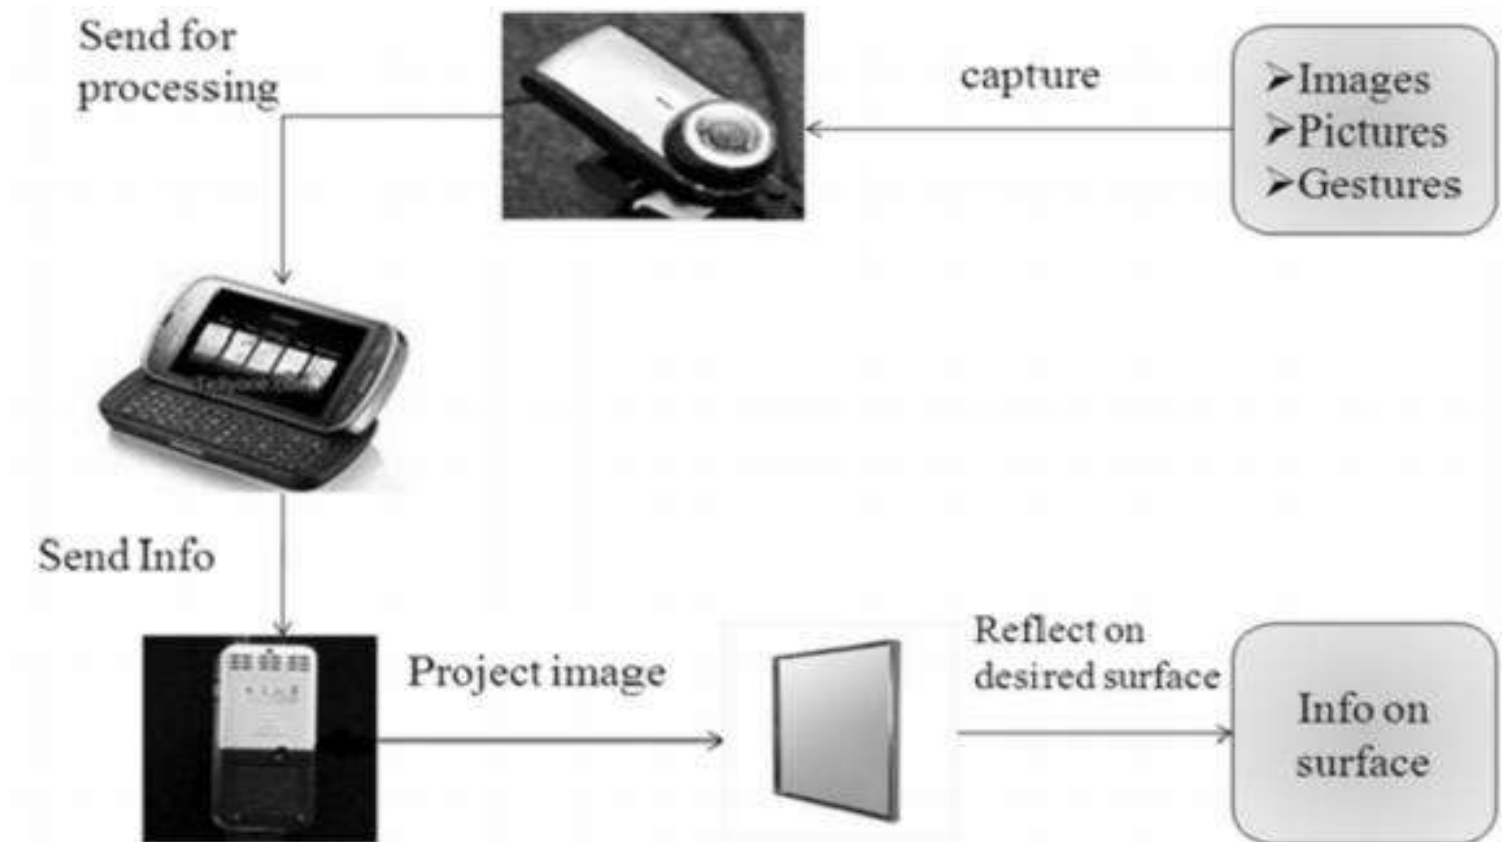 Send for
processing
capture
➢Images
➢Pictures
➢Gestures
Send Info
Project image
Reflect on
desired surface
Info on
surface